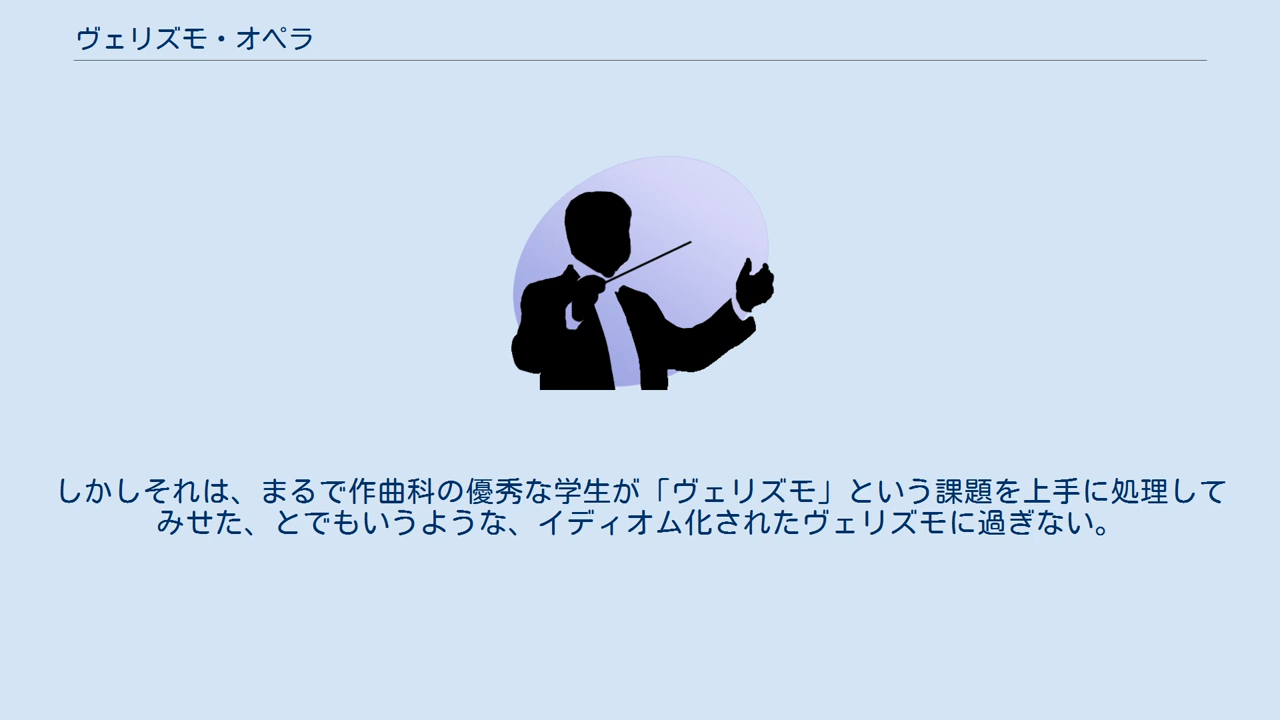 ヴェリズモ・オペラ
しかしそれは、まるで作曲科の優秀な学生が「ヴェリズモ」という課題を上手に処理して
みせた、とでもいうような、イディオム化されたヴェリズモに過ぎない。